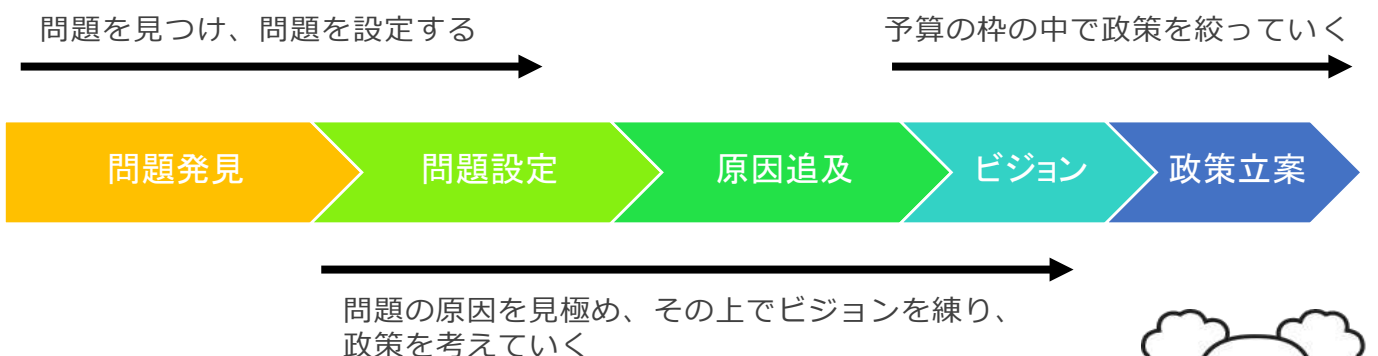 問題を見つけ、問題を設定する
予算の枠の中で政策を絞っていく
問題発見
問題設定
原因追及
ビジョン
政策立案
問題の原因を見極め、その上でビジョンを練り、
政策を考えていく